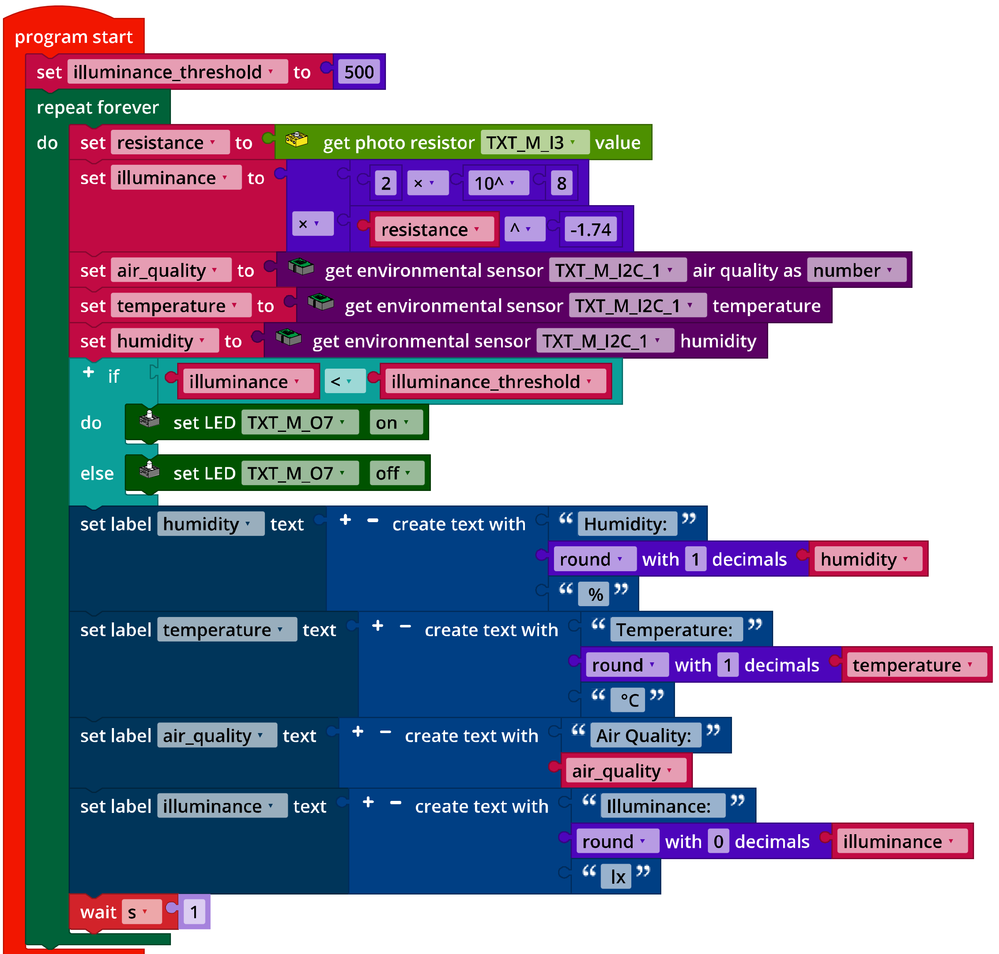 program start
set illuminance_threshold to 500
repeat forever
do set resistance to get photo resistor TXT_M_I3 value
set illuminance to 2 × 10^ 8
× resistance ^ -1.74
set air_quality to get environmental sensor TXT_M_I2C_1 air quality as number
set temperature to get environmental sensor TXT_M_I2C_1 temperature
set humidity to get environmental sensor TXT_M_I2C_1 humidity
+ if illuminance < illuminance_threshold
do set LED TXT_M_O7 on
else set LED TXT_M_O7 off
set label humidity text + − create text with “ Humidity: ”
round with 1 decimals humidity
“ % ”
set label temperature text + − create text with “ Temperature: ”
round with 1 decimals temperature
“ °C ”
set label air_quality text + − create text with “ Air Quality: ”
air_quality
set label illuminance text + − create text with “ Illuminance: ”
round with 0 decimals illuminance
“ lx ”
wait s 1